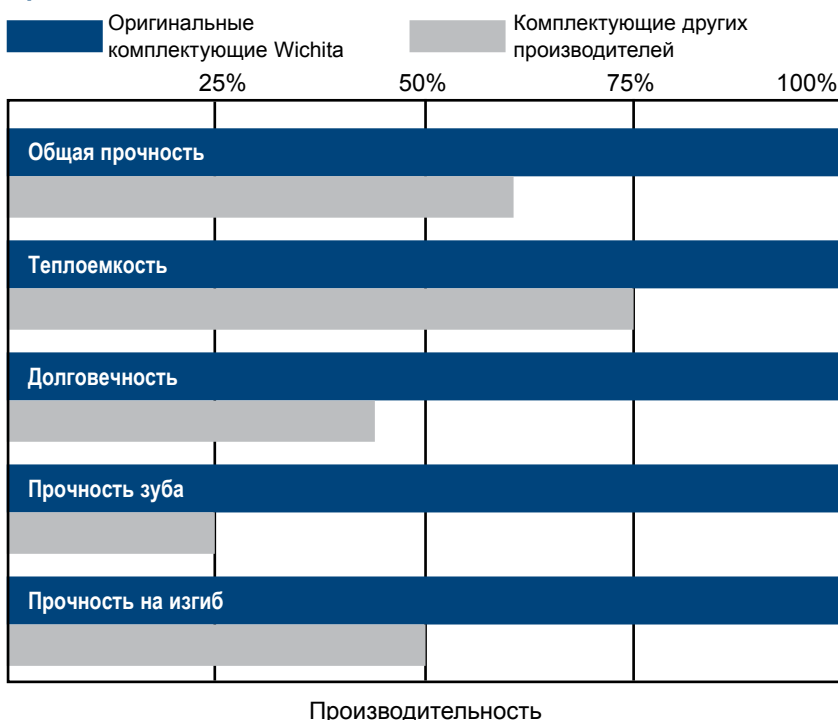 Оригинальные
комплектующие Wichita
Комплектующие других
производителей
25% 50% 75% 100%
Общая прочность
Теплоемкость
Долговечность
Прочность зуба
Прочность на изгиб
Производительность